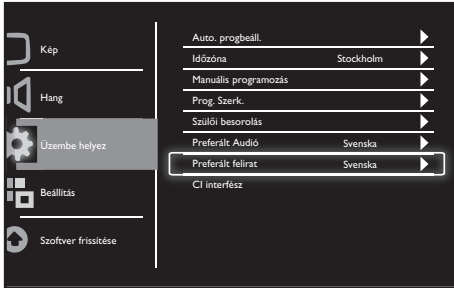 Kép
Hang
Üzembe helyez
Beállítás
Szoftver frissítése
Auto. progbeáll.
Időzóna Stockholm
Manuális programozás
Prog. Szerk.
Szülői besorolás
Preferált Audió Svenska
Preferált felirat Svenska
CI interfész